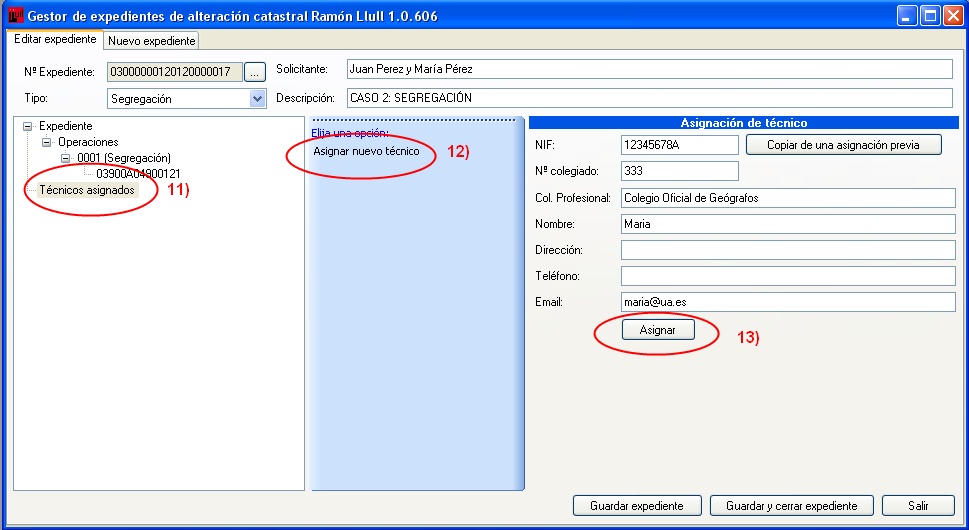 Gestor de expedientes de alteración catastral Ramón Llull 1.0.606
Editar expediente Nuevo expediente
Nº Expediente: 03000000120120000017 ... Solicitante: Juan Perez y María Pérez
Tipo: Segregación Descripción: CASO 2: SEGREGACIÓN
Expediente
Operaciones
0001 (Segregación)
03900A04900121
Técnicos asignados 11)
Elija una opción:
Asignar nuevo técnico 12)
Asignación de técnico
NIF: 12345678A Copiar de una asignación previa
Nº colegiado: 333
Col. Profesional: Colegio Oficial de Geógrafos
Nombre: Maria
Dirección:
Teléfono:
Email: maria@ua.es
Asignar 13)
Guardar expediente Guardar y cerrar expediente Salir